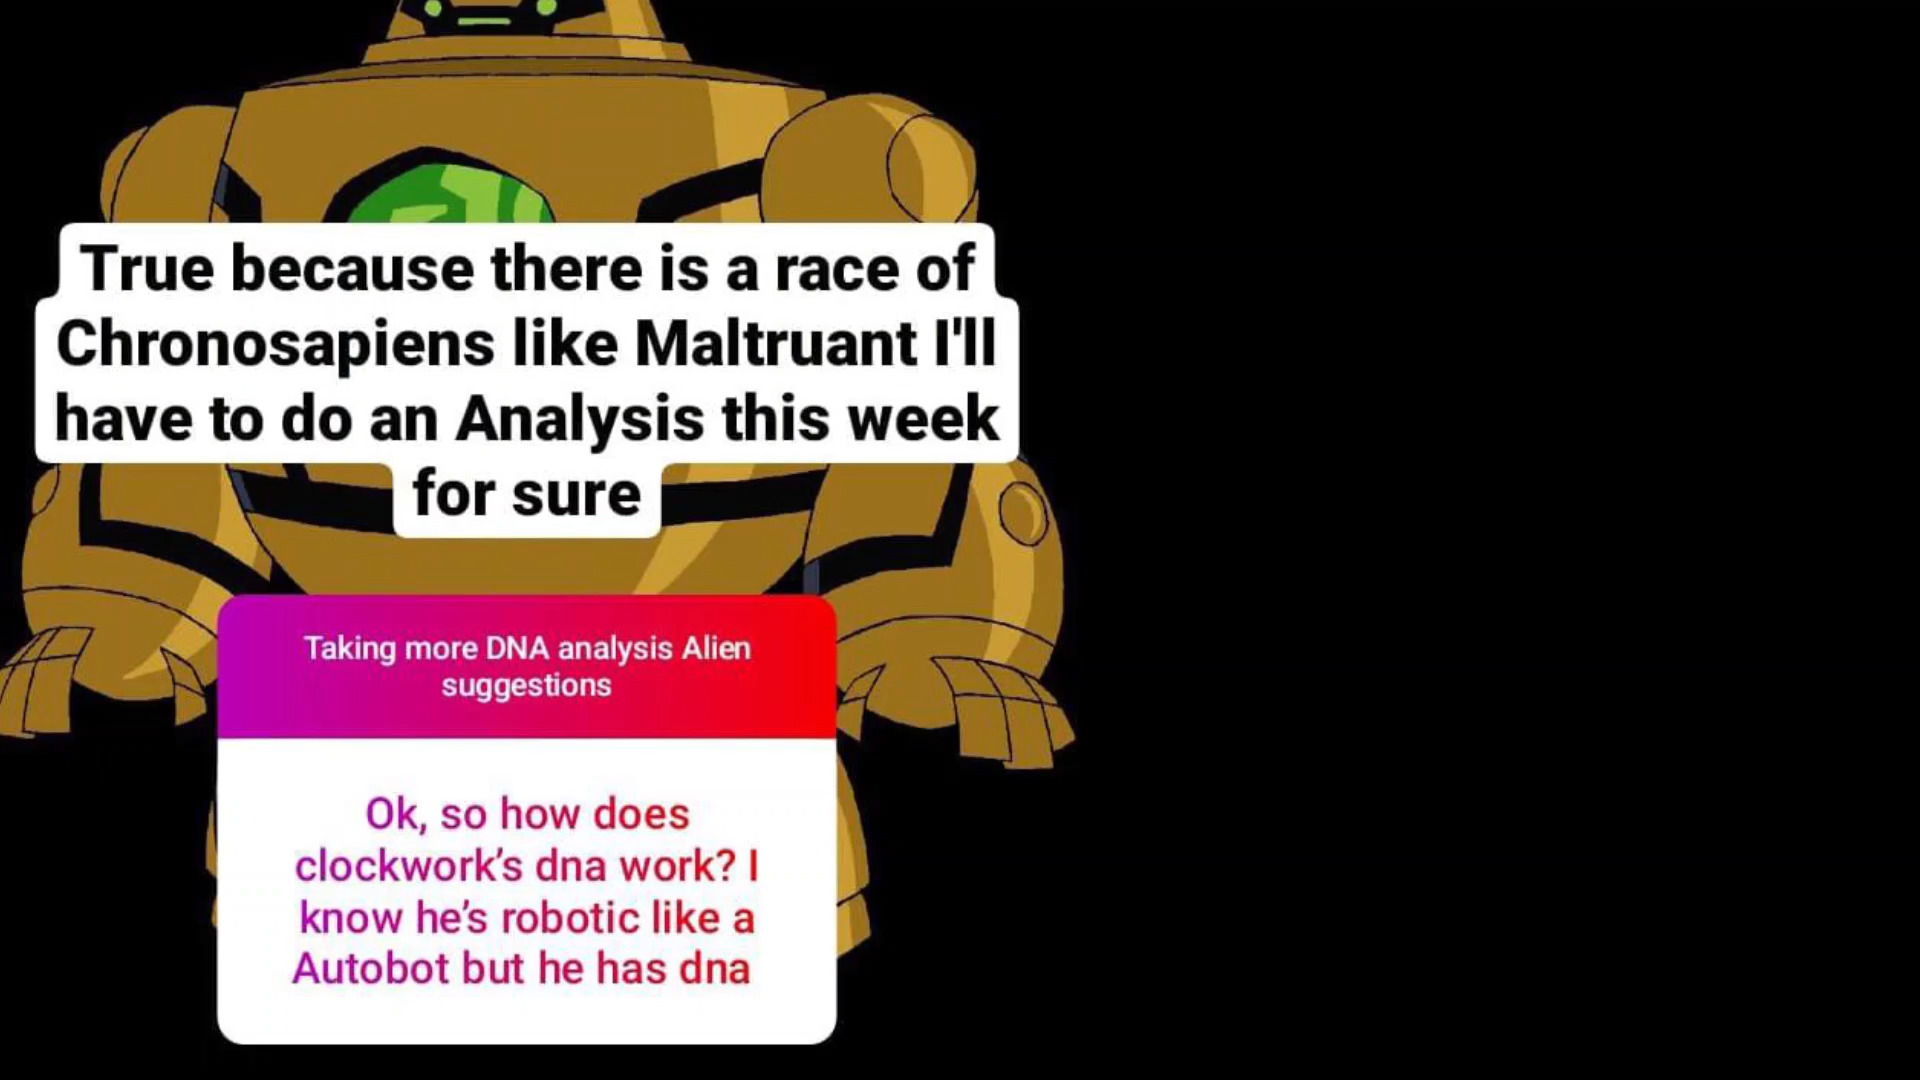 True because there is a race of
Chronosapiens like Maltruant I'll
have to do an Analysis this week
for sure
Taking more DNA analysis Alien
suggestions
Ok, so how does
clockwork’s dna work? I
know he’s robotic like a
Autobot but he has dna